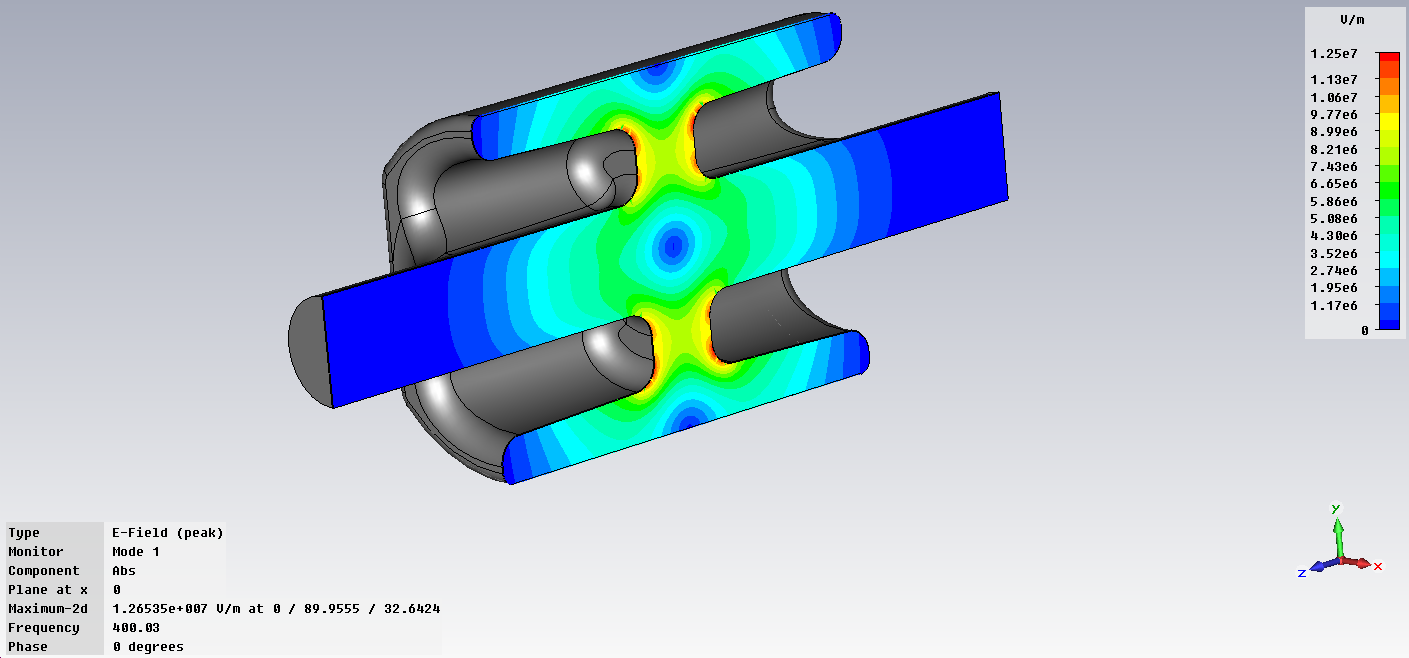 V/m
1.25e7
1.13e7
1.06e7
9.77e6
8.99e6
8.21e6
7.43e6
6.65e6
5.86e6
5.08e6
4.30e6
3.52e6
2.74e6
1.95e6
1.17e6
0
y
z
x
Type E-Field (peak)
Monitor Mode 1
Component Abs
Plane at x 0
Maximum-2d 1.26535e+007 V/m at 0 / 89.9555 / 32.6424
Frequency 400.03
Phase 0 degrees